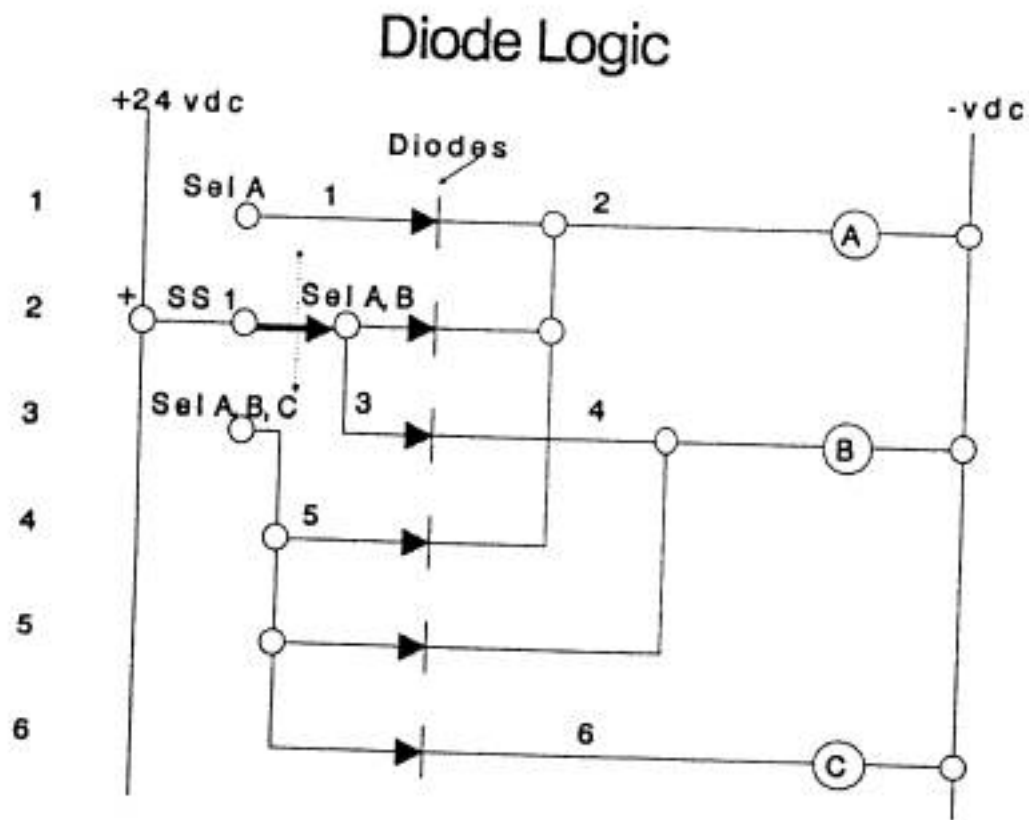 Diode Logic
+24 vdc
-vdc
Diodes
1
Sel A
1
2
A
2
+
SS 1
Sel A, B
3
Sel A, B, C
3
4
B
4
5
5
6
6
C